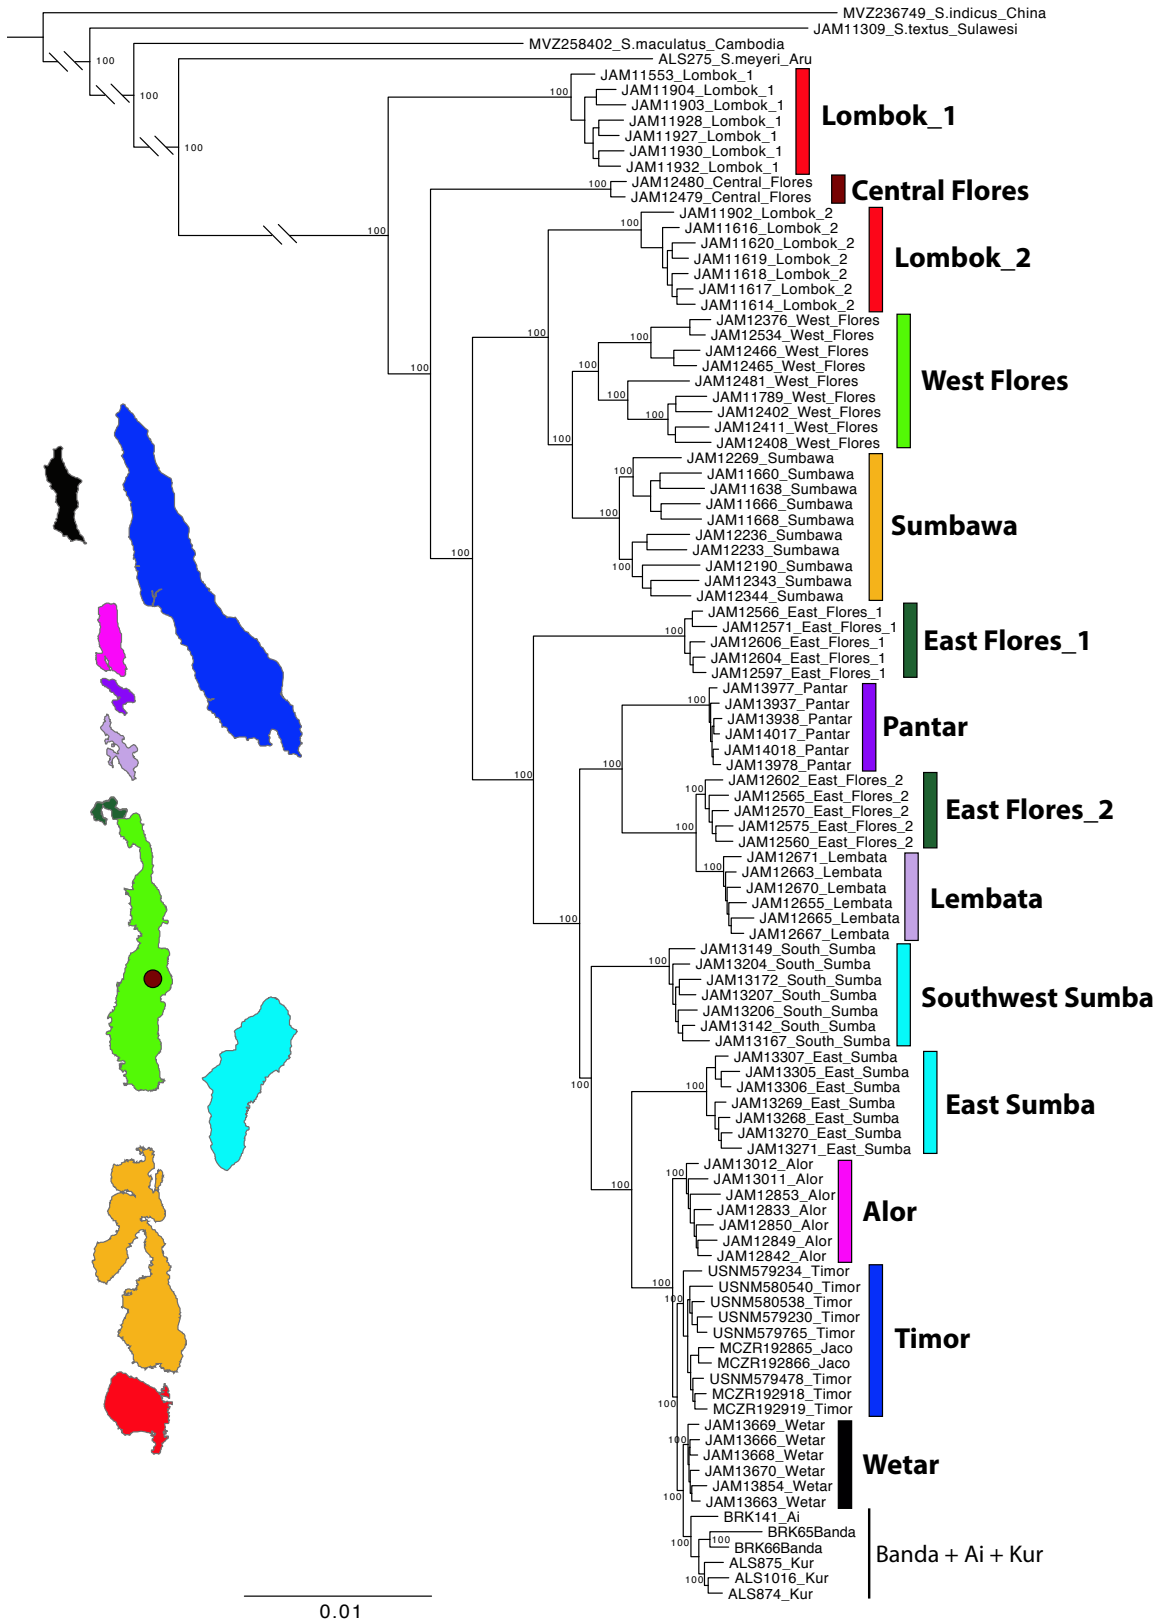 MVZ236749_S.indicus_China
JAM11309_S.textus_Sulawesi
MVZ258402_S.maculatus_Cambodia
100
ALS275_S.meyeri_Aru
JAM11553_Lombok_1
100
100
JAM11904_Lombok_1
JAM11903_Lombok_1
Lombok_1
JAM11928_Lombok_1
JAM11927_Lombok_1
100
JAM11930_Lombok_1
JAM11932_Lombok_1
JAM12480_Central_Flores
100
Central Flores
JAM12479_Central_Flores
JAM11902_Lombok_2
100
JAM11616_Lombok_2
100
JAM11620_Lombok_2
JAM11619_Lombok_2
Lombok_2
JAM11618_Lombok_2
JAM11617_Lombok_2
JAM11614_Lombok_2
JAM12376_West_Flores
100
JAM12534_West_Flores
100
JAM12466_West_Flores
100
JAM12465_West_Flores
100
JAM12481_West_Flores
West Flores
100
JAM11789_West_Flores
JAM12402_West_Flores
100
JAM12411_West_Flores
100
JAM12408_West_Flores
JAM12269_Sumbawa
100
JAM11660_Sumbawa
JAM11638_Sumbawa
JAM11666_Sumbawa
100
JAM11668_Sumbawa
Sumbawa
JAM12236_Sumbawa
JAM12233_Sumbawa
100
JAM12190_Sumbawa
100
JAM12343_Sumbawa
JAM12344_Sumbawa
JAM12566_East_Flores_1
JAM12571_East_Flores_1
100
JAM12606_East_Flores_1
East Flores_1
JAM12604_East_Flores_1
JAM12597_East_Flores_1
JAM13977_Pantar
100
JAM13937_Pantar
JAM13938_Pantar
Pantar
JAM14017_Pantar
JAM14018_Pantar
100
JAM13978_Pantar
100
JAM12602_East_Flores_2
100
JAM12565_East_Flores_2
JAM12570_East_Flores_2
East Flores_2
JAM12575_East_Flores_2
100
JAM12560_East_Flores_2
JAM12671_Lembata
100
JAM12663_Lembata
JAM12670_Lembata
Lembata
JAM12655_Lembata
JAM12665_Lembata
100
JAM12667_Lembata
JAM13149_South_Sumba
100
JAM13204_South_Sumba
JAM13172_South_Sumba
JAM13207_South_Sumba
Southwest Sumba
JAM13206_South_Sumba
JAM13142_South_Sumba
JAM13167_South_Sumba
JAM13307_East_Sumba
JAM13305_East_Sumba
100
100
JAM13306_East_Sumba
JAM13269_East_Sumba
East Sumba
JAM13268_East_Sumba
JAM13270_East_Sumba
JAM13271_East_Sumba
JAM13012_Alor
100
JAM13011_Alor
100
JAM12853_Alor
JAM12833_Alor
Alor
JAM12850_Alor
JAM12849_Alor
JAM12842_Alor
USNM579234_Timor
100
USNM580540_Timor
100
USNM580538_Timor
USNM579230_Timor
USNM579765_Timor
Timor
MCZR192865_Jaco
MCZR192866_Jaco
USNM579478_Timor
MCZR192918_Timor
100
MCZR192919_Timor
JAM13669_Wetar
100
JAM13666_Wetar
JAM13668_Wetar
Wetar
JAM13670_Wetar
JAM13854_Wetar
100
JAM13663_Wetar
BRK141_Ai
BRK65Banda
100
100
BRK66Banda
Banda + Ai + Kur
ALS875_Kur
100
ALS1016_Kur
ALS874_Kur
0.01